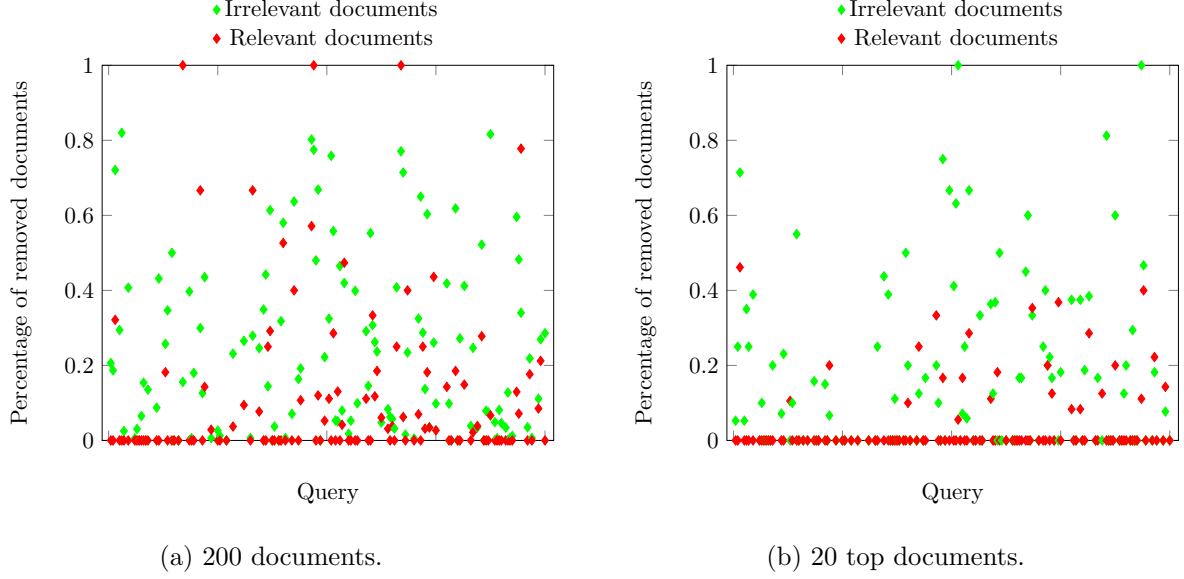 Irrelevant documents
Relevant documents
1
0.8
0.6
0.4
0.2
0
Percentage of removed documents
Query
(a) 200 documents.
Irrelevant documents
Relevant documents
1
0.8
0.6
0.4
0.2
0
Percentage of removed documents
Query
(b) 20 top documents.